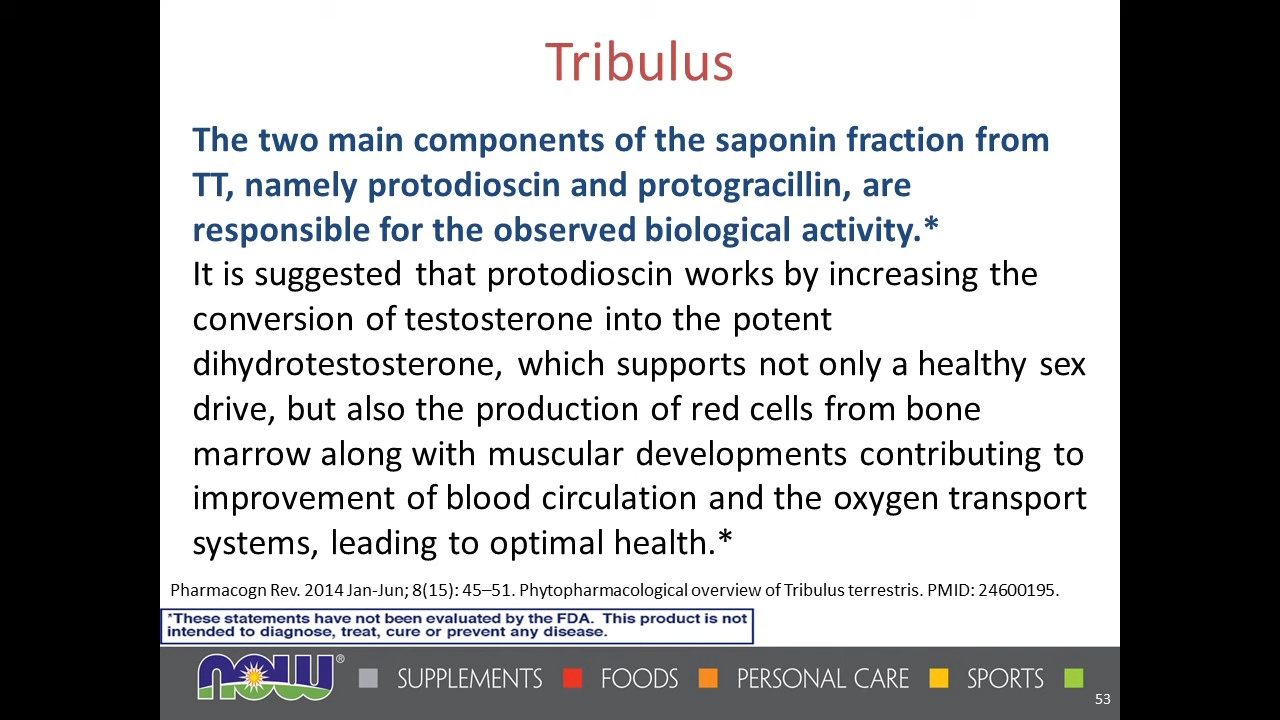 Tribulus
The two main components of the saponin fraction from
TT, namely protodioscin and protogracillin, are
responsible for the observed biological activity.*
It is suggested that protodioscin works by increasing the
conversion of testosterone into the potent
dihydrotestosterone, which supports not only a healthy sex
drive, but also the production of red cells from bone
marrow along with muscular developments contributing to
improvement of blood circulation and the oxygen transport
systems, leading to optimal health.*
Pharmacogn Rev. 2014 Jan-Jun; 8(15): 45–51. Phytopharmacological overview of Tribulus terrestris. PMID: 24600195.
*These statements have not been evaluated by the FDA. This product is not
intended to diagnose, treat, cure or prevent any disease.
now® SUPPLEMENTS FOODS PERSONAL CARE SPORTS
53